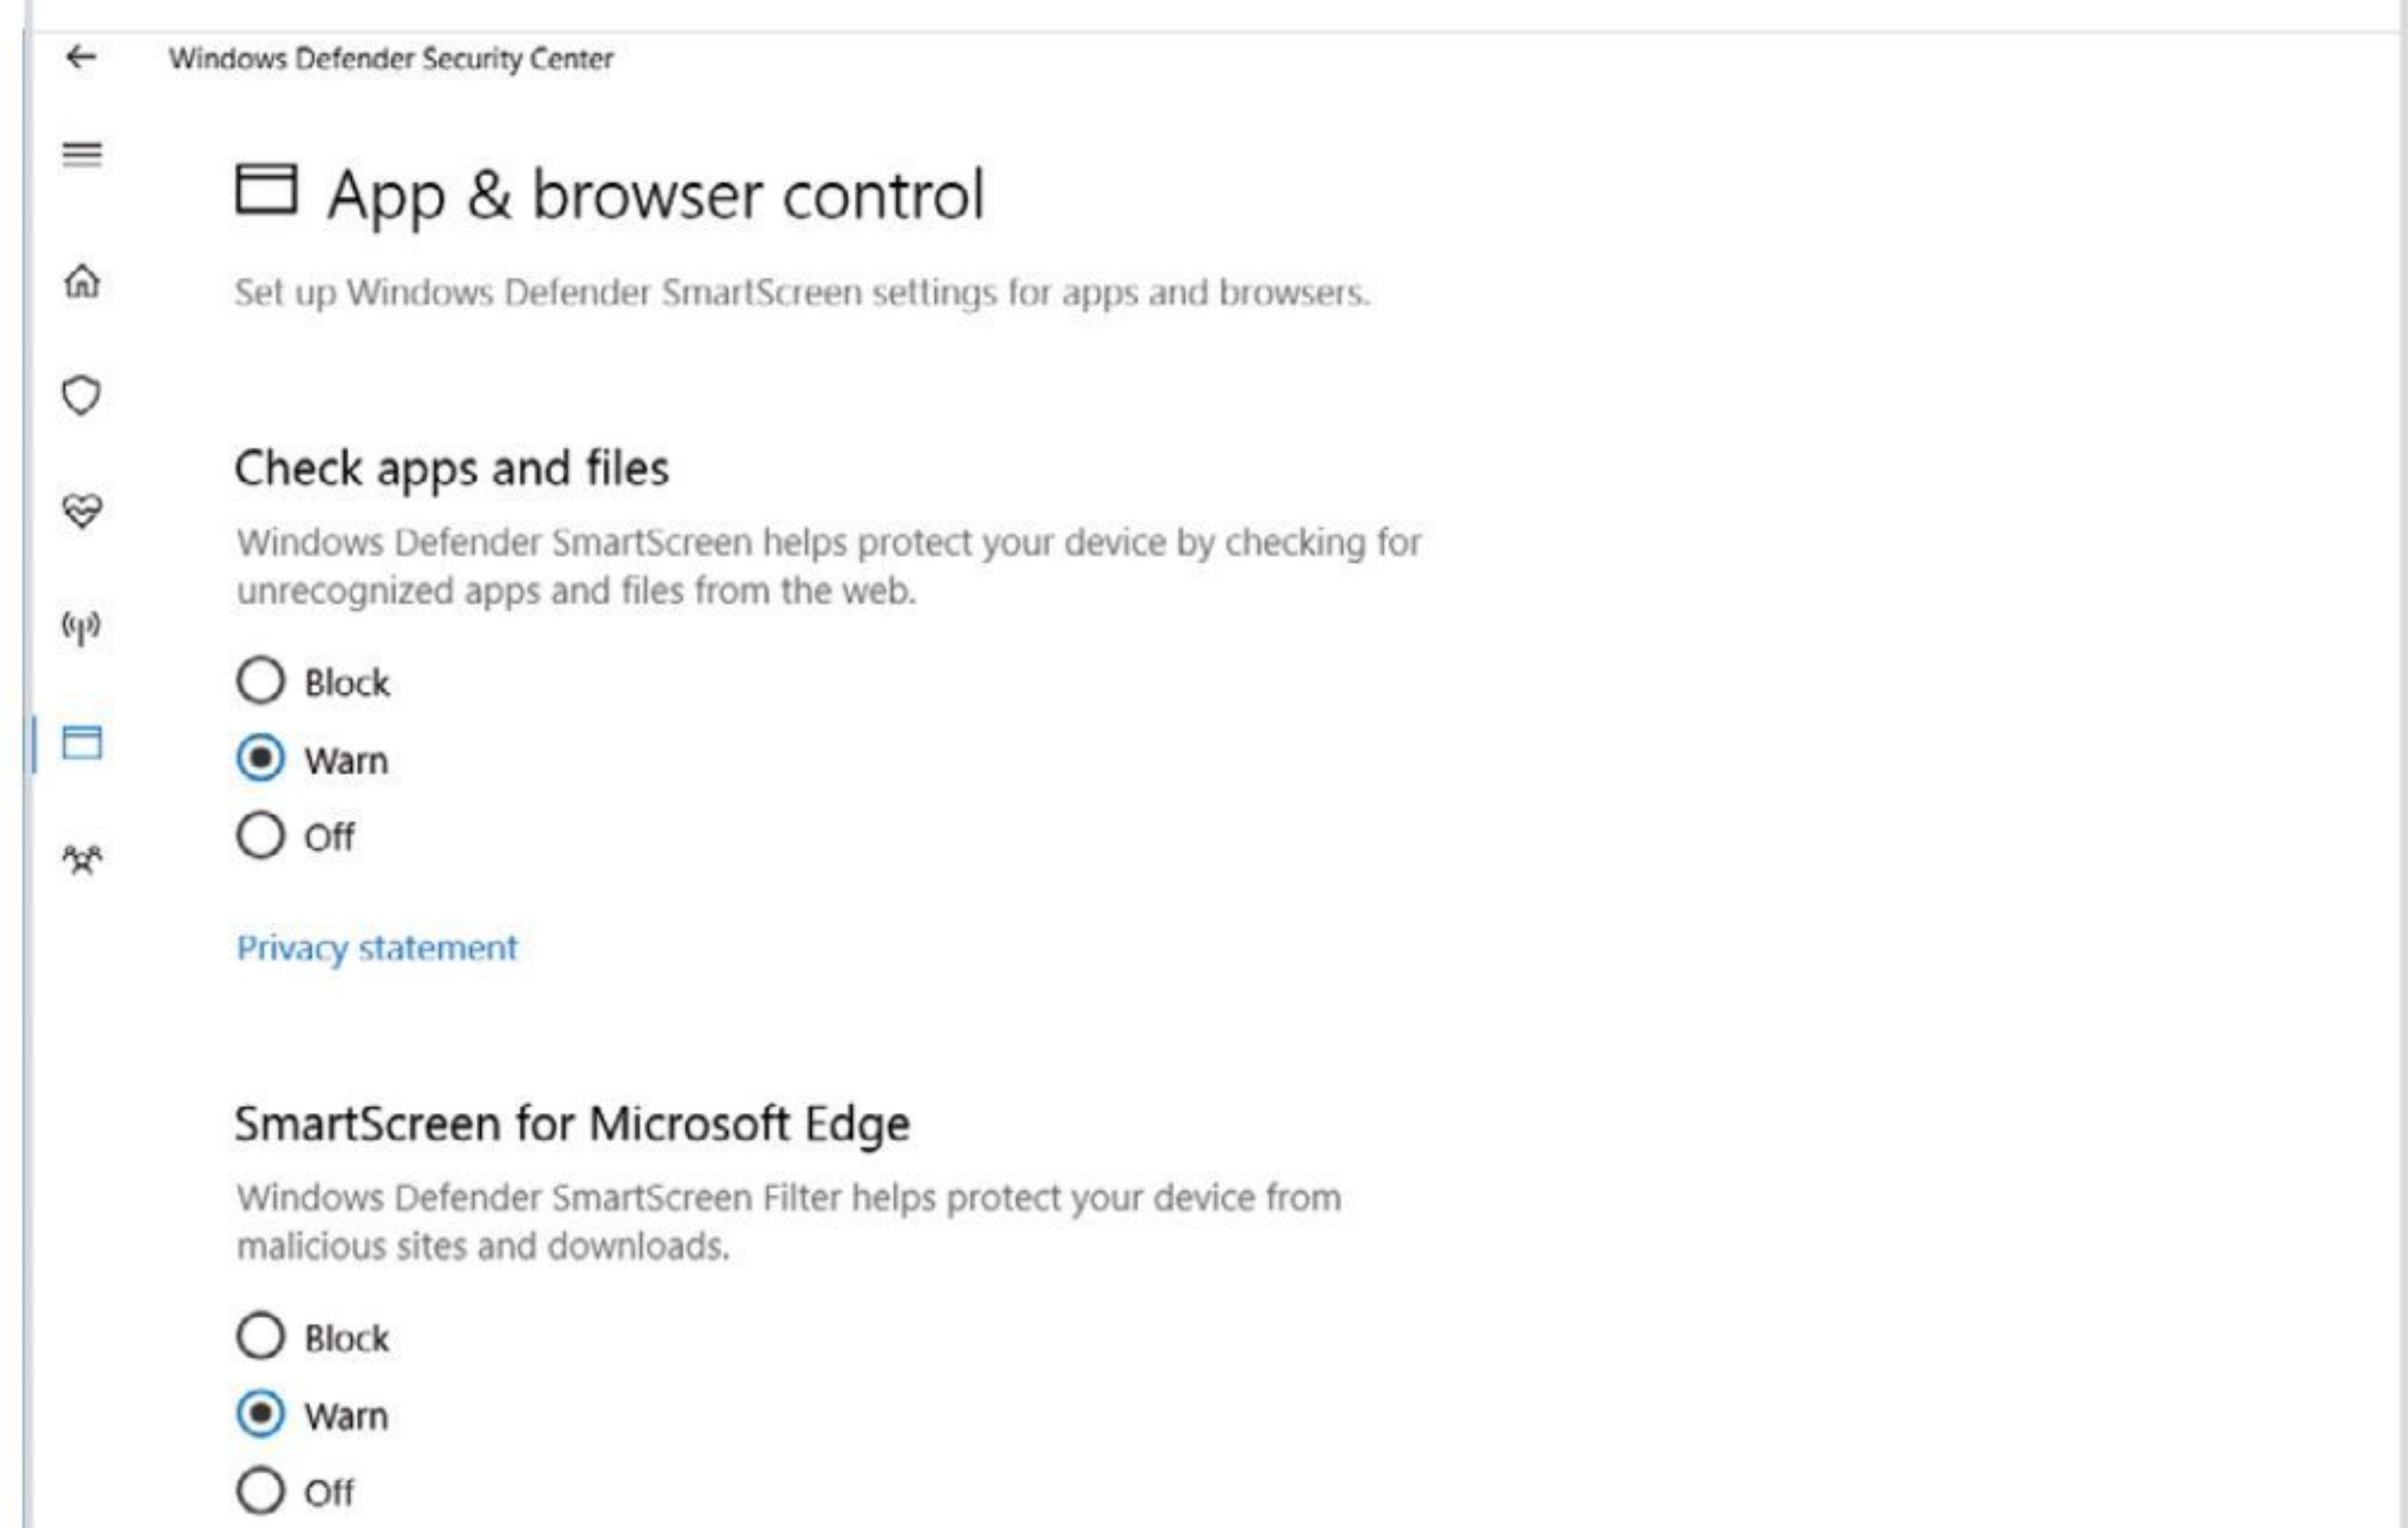 Windows Defender Security Center
App & browser control
Set up Windows Defender SmartScreen settings for apps and browsers.
Check apps and files
Windows Defender SmartScreen helps protect your device by checking for
unrecognized apps and files from the web.
Block
Warn
Off
Privacy statement
SmartScreen for Microsoft Edge
Windows Defender SmartScreen Filter helps protect your device from
malicious sites and downloads.
Block
Warn
Off